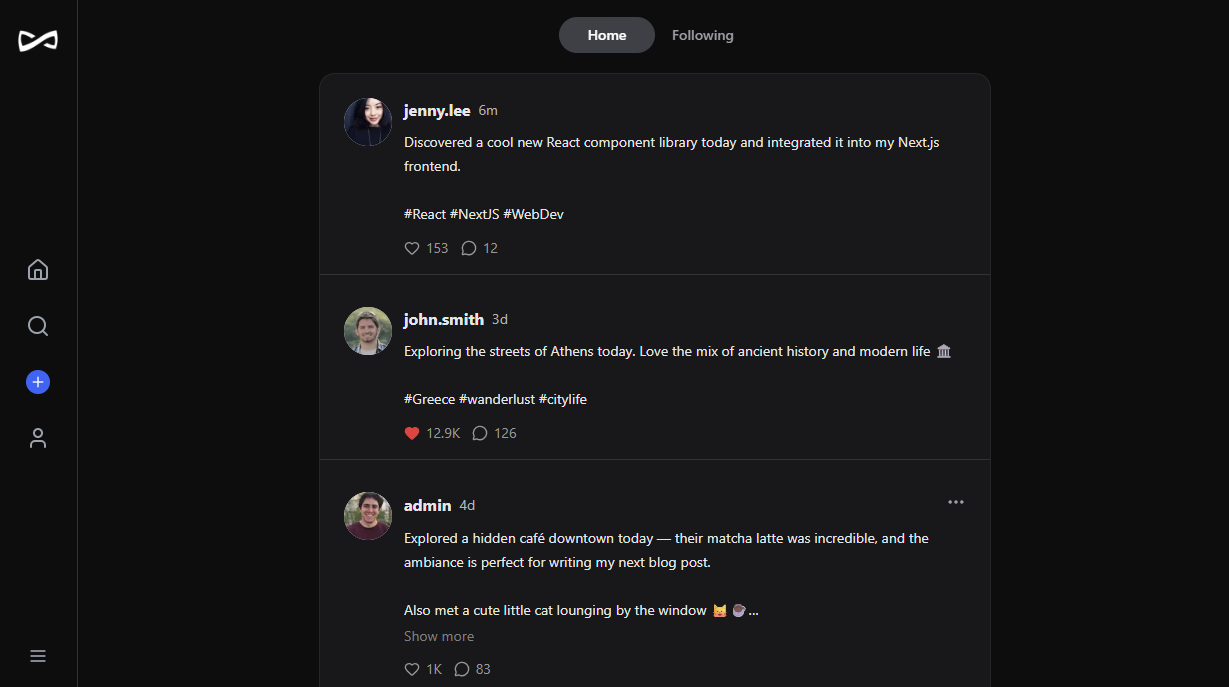 Home Following
jenny.lee 6m
Discovered a cool new React component library today and integrated it into my Next.js
frontend.
#React #NextJS #WebDev
153 12
john.smith 3d
Exploring the streets of Athens today. Love the mix of ancient history and modern life 🏛️
#Greece #wanderlust #citylife
12.9K 126
admin 4d
Explored a hidden café downtown today — their matcha latte was incredible, and the
ambiance is perfect for writing my next blog post.
Also met a cute little cat lounging by the window 🐱 ☕...
Show more
1K 83